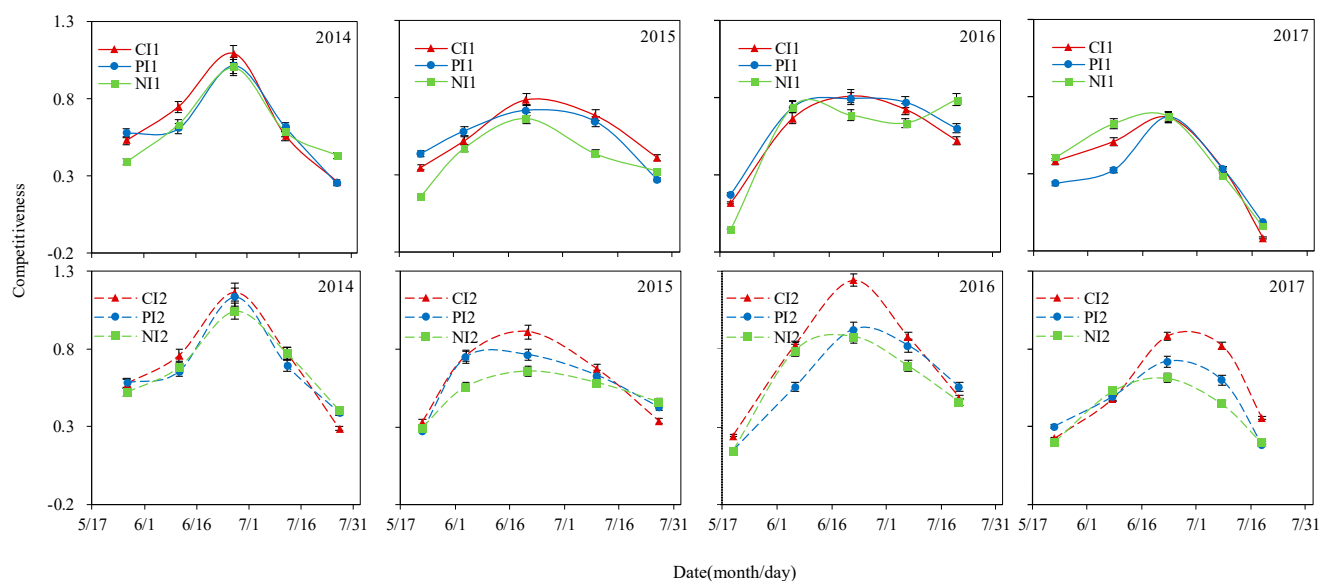 1.3
0.8
0.3
-0.2
2014
CI1
PI1
NI1
2015
CI1
PI1
NI1
2016
CI1
PI1
NI1
2017
CI1
PI1
NI1
Competitiveness
1.3
0.8
0.3
-0.2
2014
CI2
PI2
NI2
2015
CI2
PI2
NI2
2016
CI2
PI2
NI2
2017
CI2
PI2
NI2
5/17 6/1 6/16 7/1 7/16 7/31
5/17 6/1 6/16 7/1 7/16 7/31
5/17 6/1 6/16 7/1 7/16 7/31
5/17 6/1 6/16 7/1 7/16 7/31
Date(month/day)